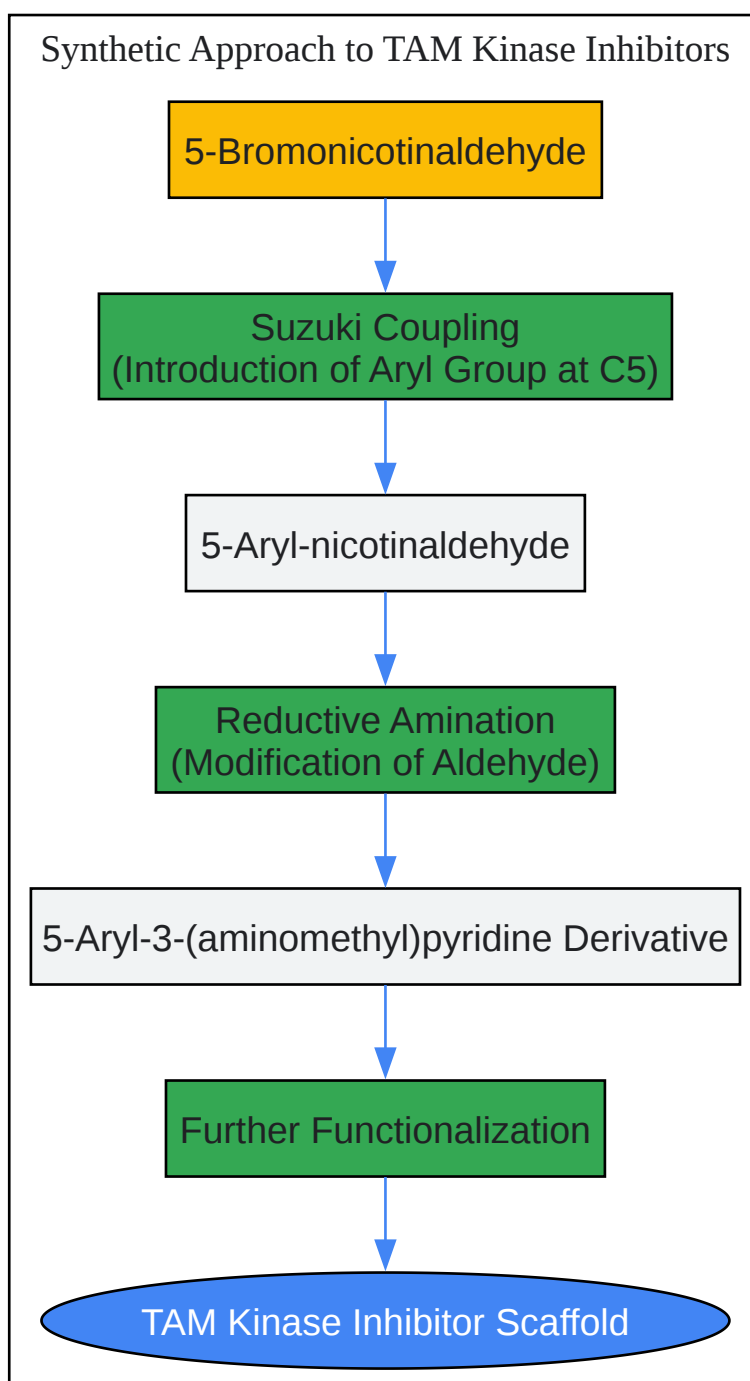 Synthetic Approach to TAM Kinase Inhibitors
5-Bromonicotinaldehyde
Suzuki Coupling
(Introduction of Aryl Group at C5)
5-Aryl-nicotinaldehyde
Reductive Amination
(Modification of Aldehyde)
5-Aryl-3-(aminomethyl)pyridine Derivative
Further Functionalization
TAM Kinase Inhibitor Scaffold